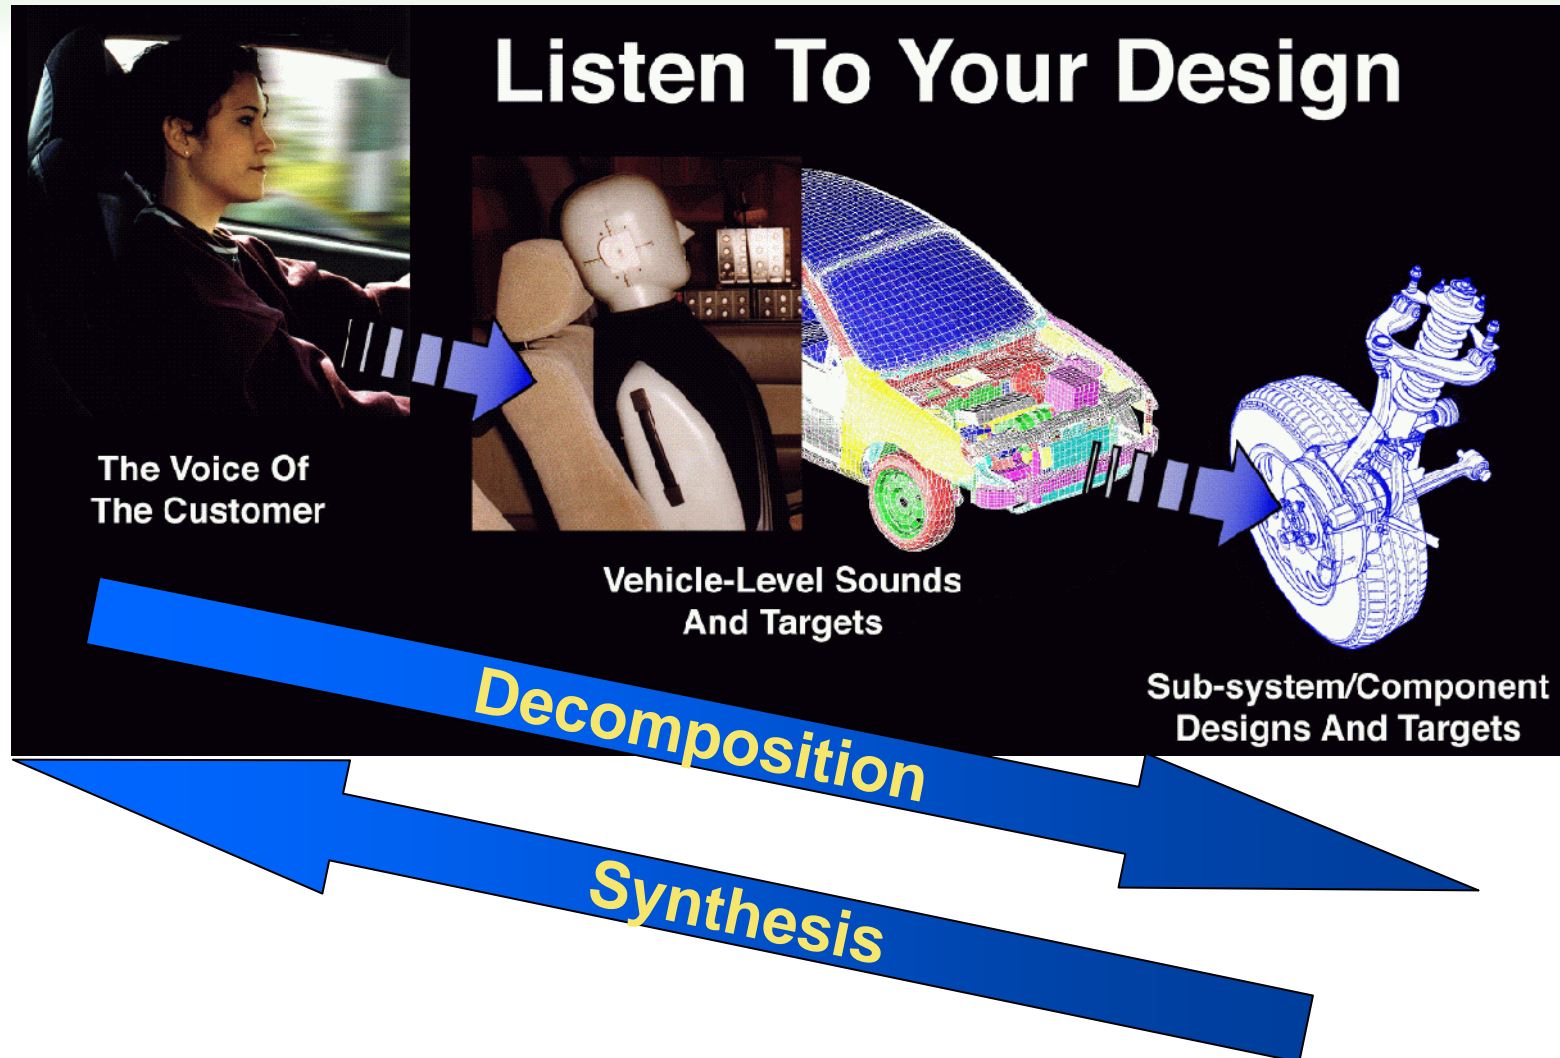 Listen To Your Design
The Voice Of
The Customer
Vehicle-Level Sounds
And Targets
Sub-system/Component
Designs And Targets
Decomposition
Synthesis